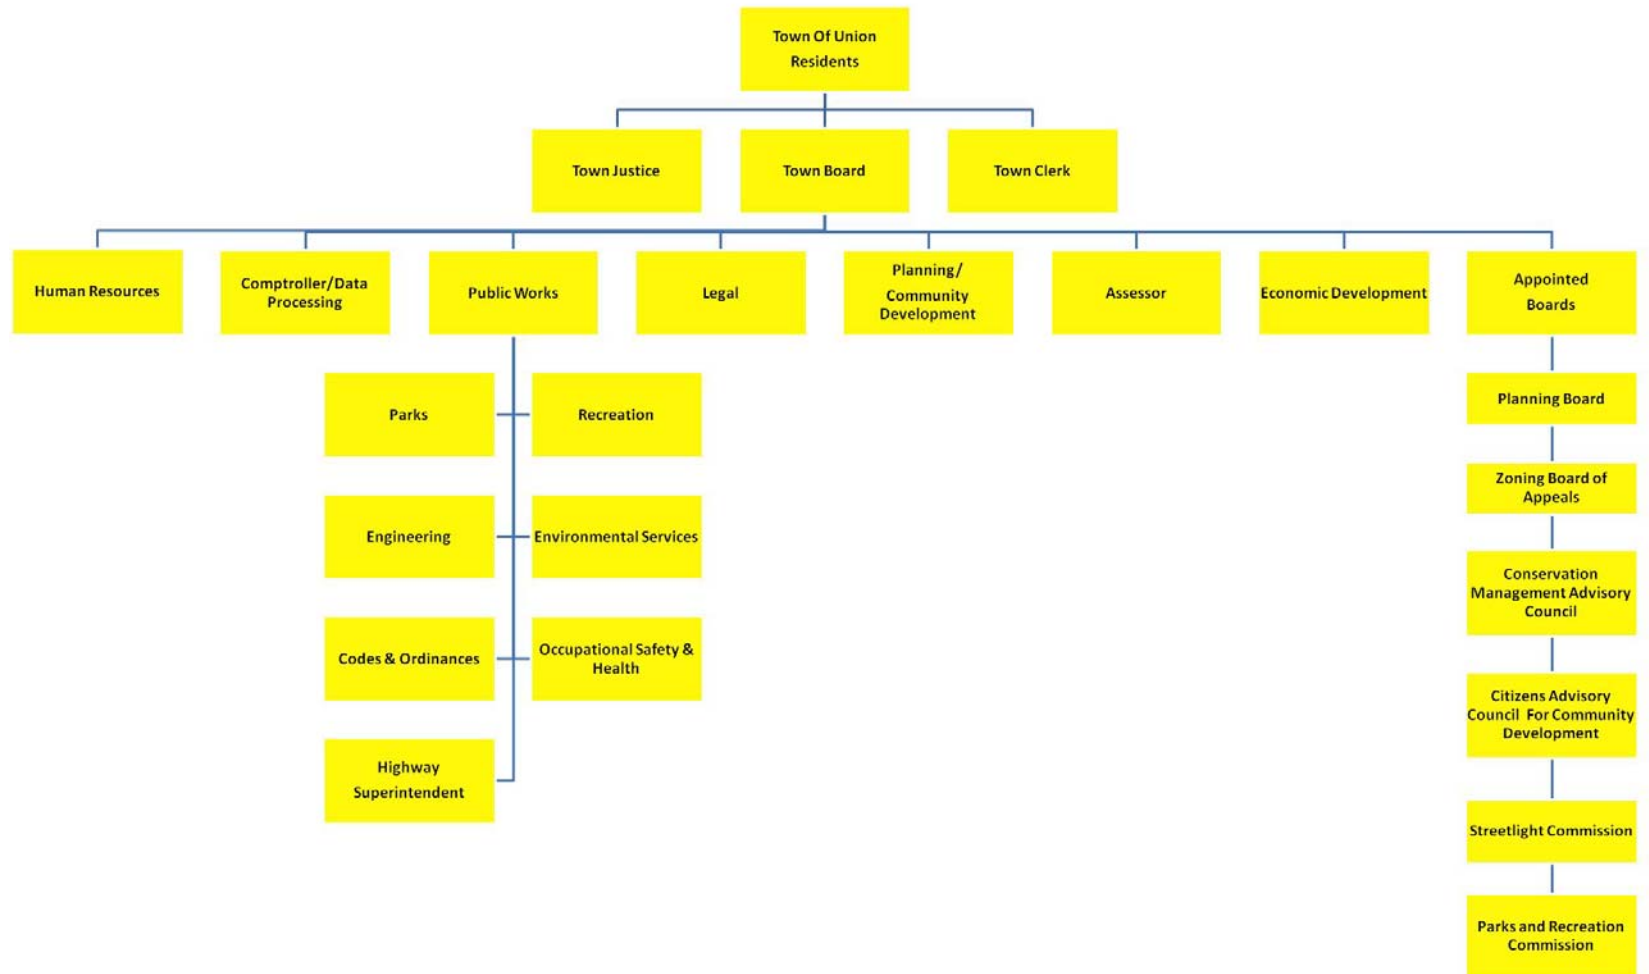 Town Of Union
Residents
Town Justice
Town Board
Town Clerk
Human Resources
Comptroller/Data
Processing
Public Works
Legal
Planning/
Community
Development
Assessor
Economic Development
Appointed
Boards
Parks
Recreation
Engineering
Environmental Services
Codes & Ordinances
Occupational Safety &
Health
Highway
Superintendent
Planning Board
Zoning Board of
Appeals
Conservation
Management Advisory
Council
Citizens Advisory
Council For Community
Development
Streetlight Commission
Parks and Recreation
Commission